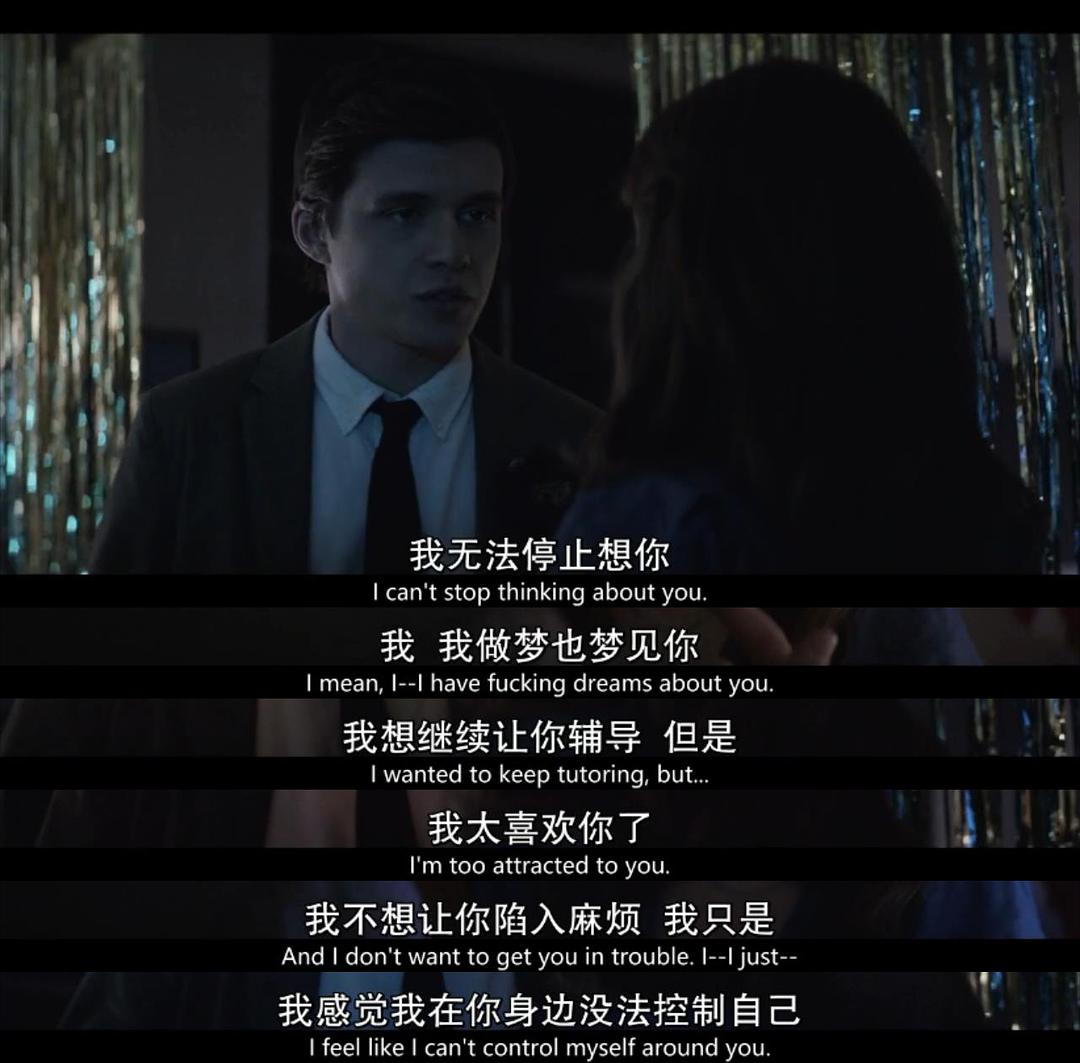 我无法停止想你
I can't stop thinking about you.
我 我做梦也梦见你
I mean, I--I have fucking dreams about you.
我想继续让你辅导 但是
I wanted to keep tutoring, but...
我太喜欢你了
I'm too attracted to you.
我不想让你陷入麻烦 我只是
And I don't want to get you in trouble. I--I just--
我感觉我在你身边没法控制自己
I feel like I can't control myself around you.